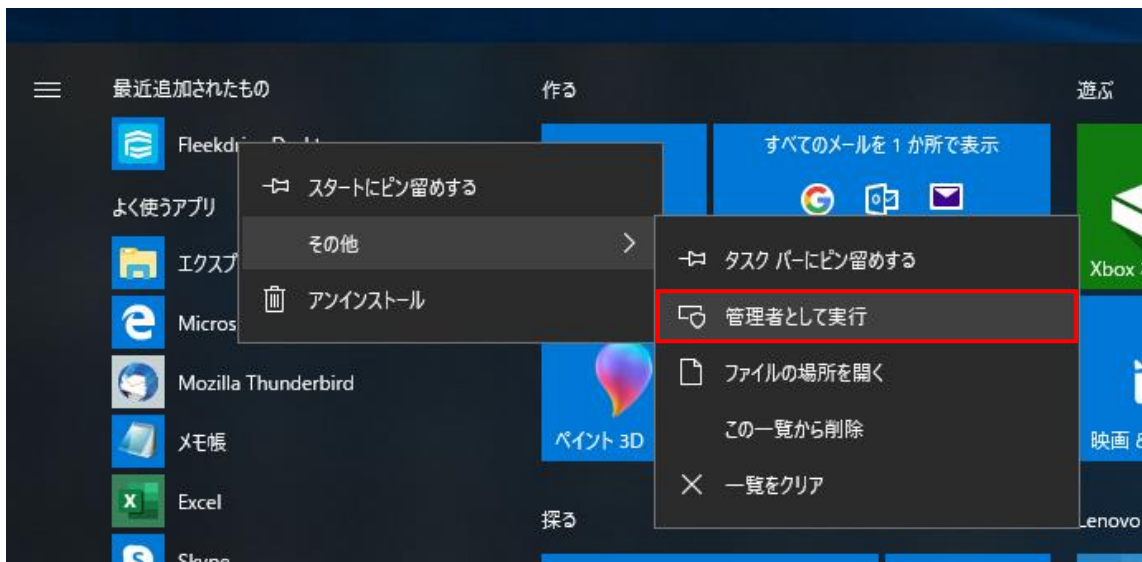 最近追加されたもの
作る
遊ぶ
すべてのメールを 1 か所で表示
スタートにピン留めする
よく使うアプリ
その他
タスク バーにピン留めする
Xbox
アンインストール
管理者として実行
Mozilla Thunderbird
ファイルの場所を開く
メモ帳
ペイント 3D
この一覧から削除
映画 &
Excel
一覧をクリア
探る